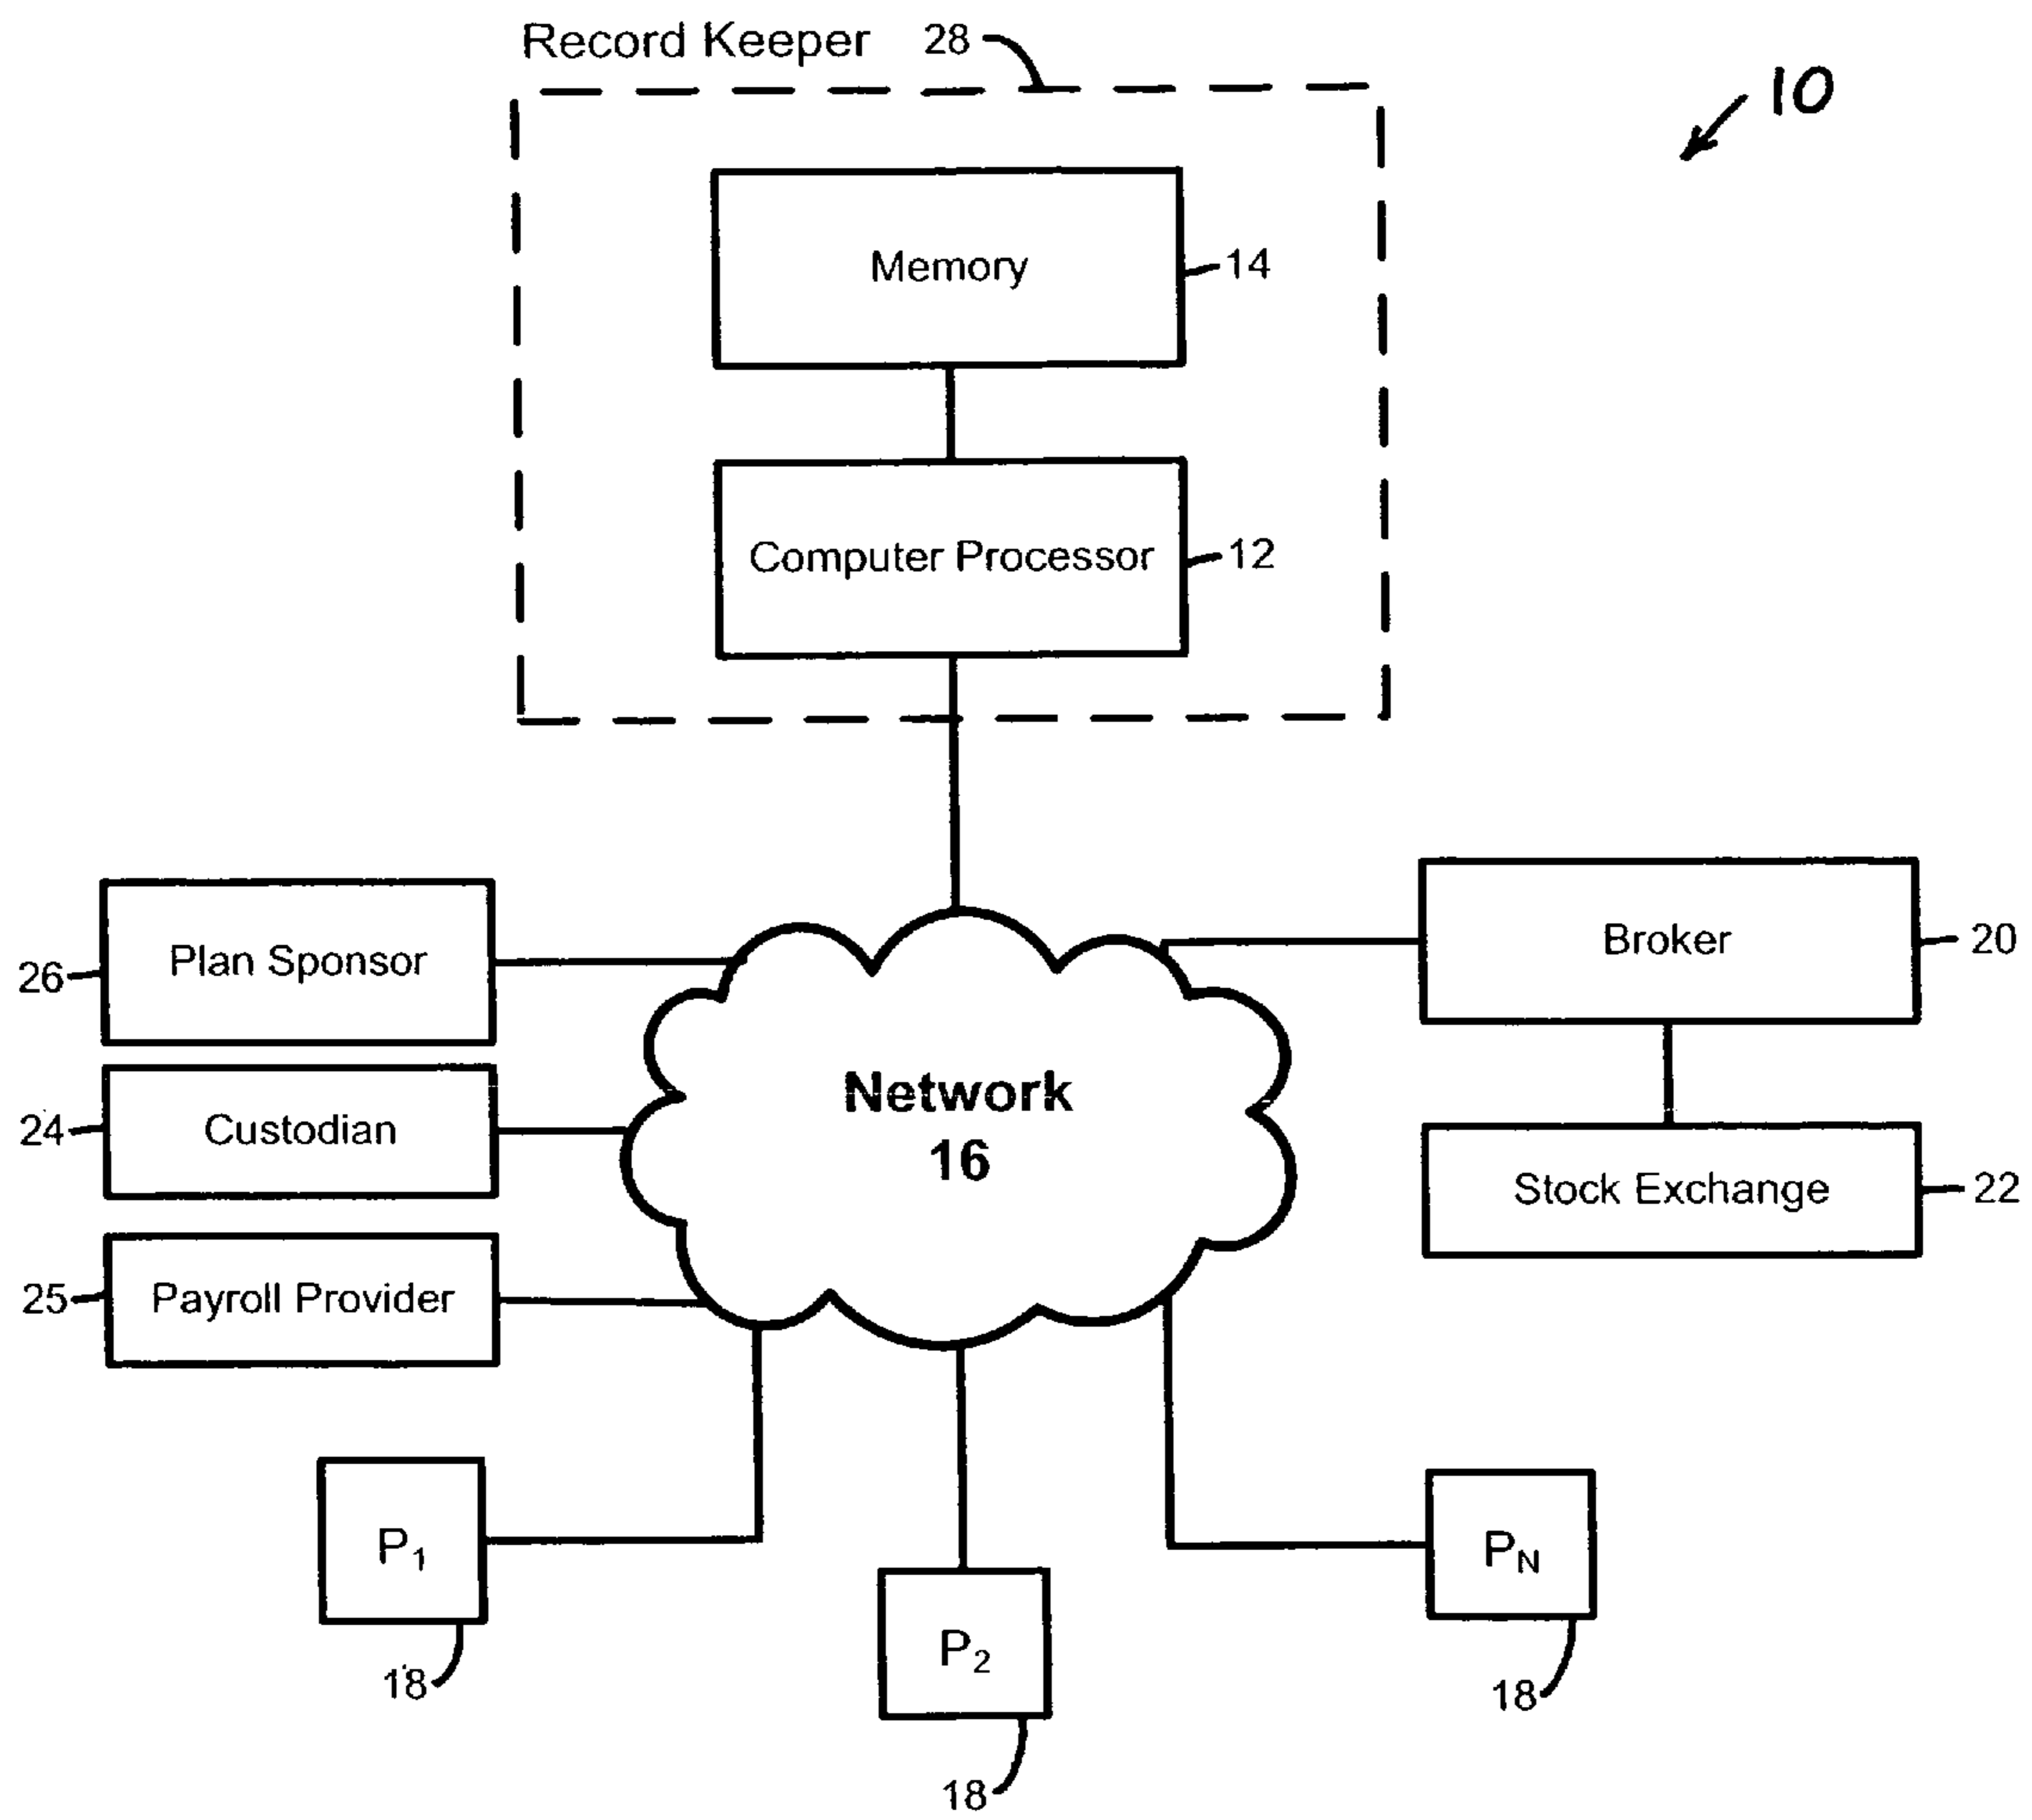 Record Keeper 28
10
Memory
14
Computer Processor
12
Plan Sponsor
26
Broker
20
Network
16
Custodian
24
Stock Exchange
22
Payroll Provider
25
P1
18
P2
18
PN
18